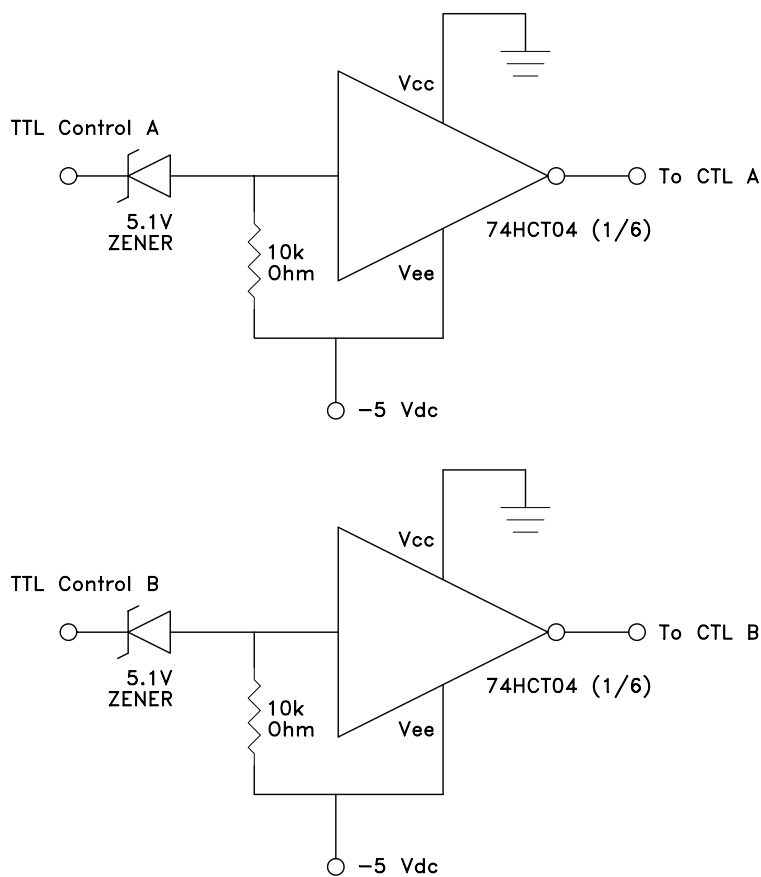 Vcc
TTL Control A
To CTL A
5.1V
ZENER
74HCT04 (1/6)
10k
Ohm
Vee
-5 Vdc
Vcc
TTL Control B
To CTL B
5.1V
ZENER
74HCT04 (1/6)
10k
Ohm
Vee
-5 Vdc